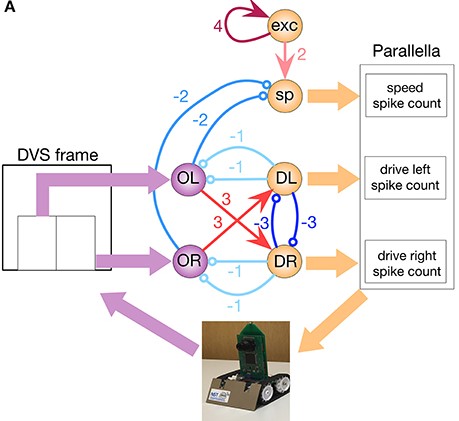 A
exc
4
2
Parallella
sp
speed
spike count
-2
-2
DVS frame
-1
-1
OL
DL
drive left
spike count
3
3
-3
-3
OR
DR
drive right
spike count
-1
-1